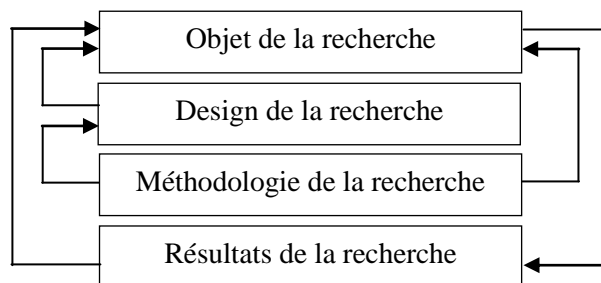 Objet de la recherche
Design de la recherche
Méthodologie de la recherche
Résultats de la recherche